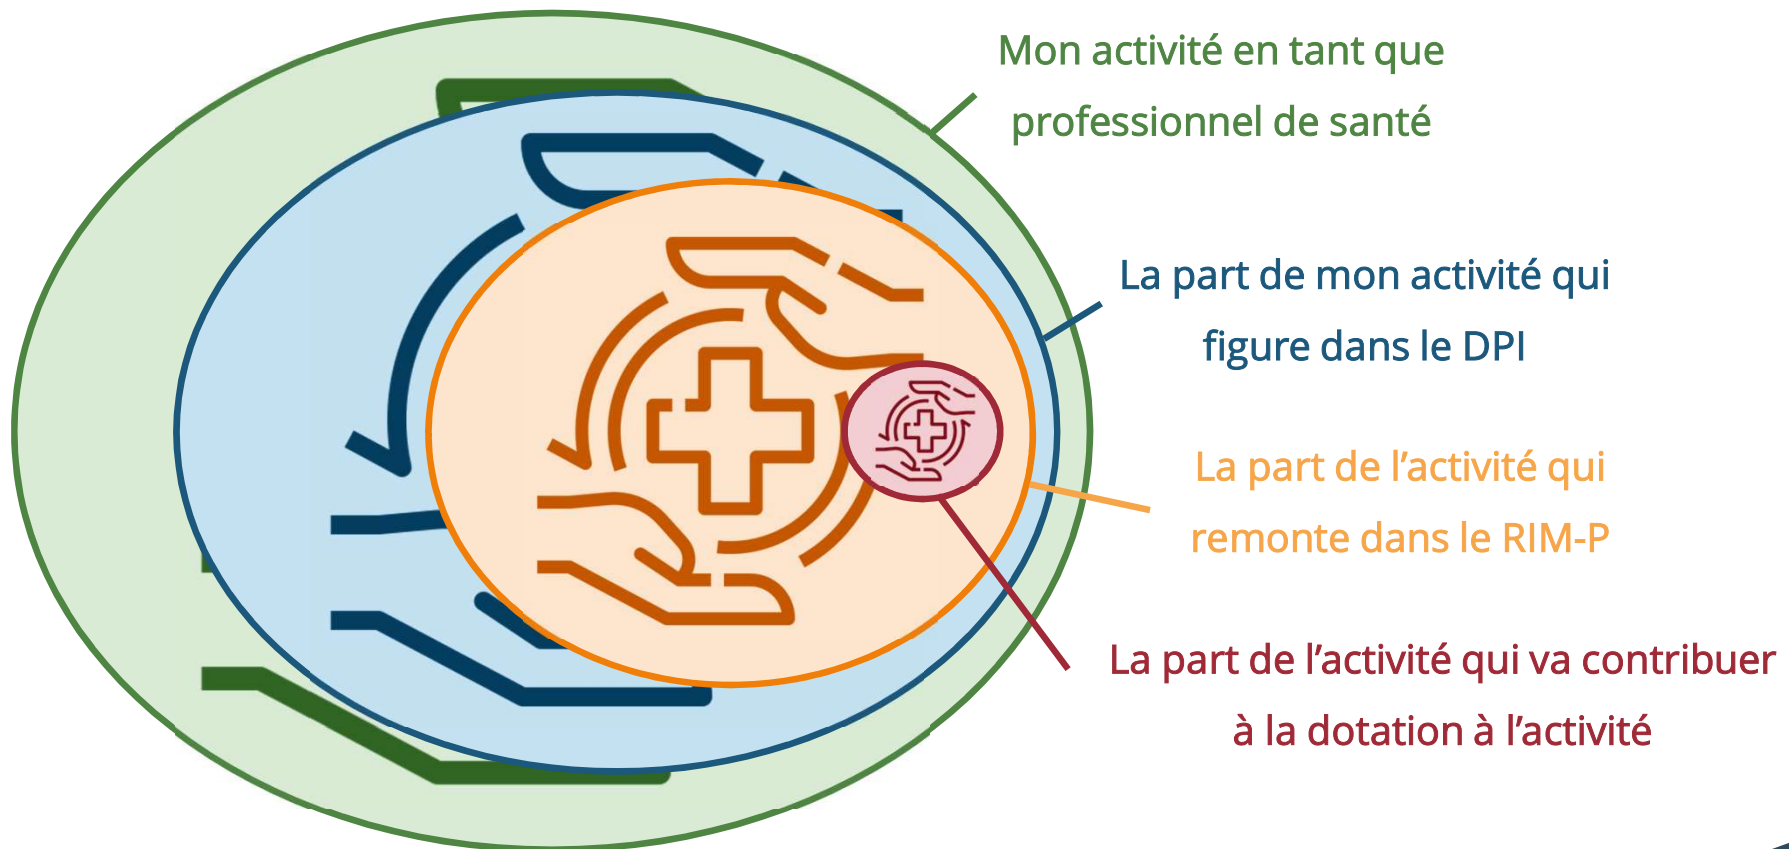 Mon activité en tant que
professionnel de santé
La part de mon activité qui
figure dans le DPI
La part de l’activité qui
remonte dans le RIM-P
La part de l’activité qui va contribuer
à la dotation à l’activité